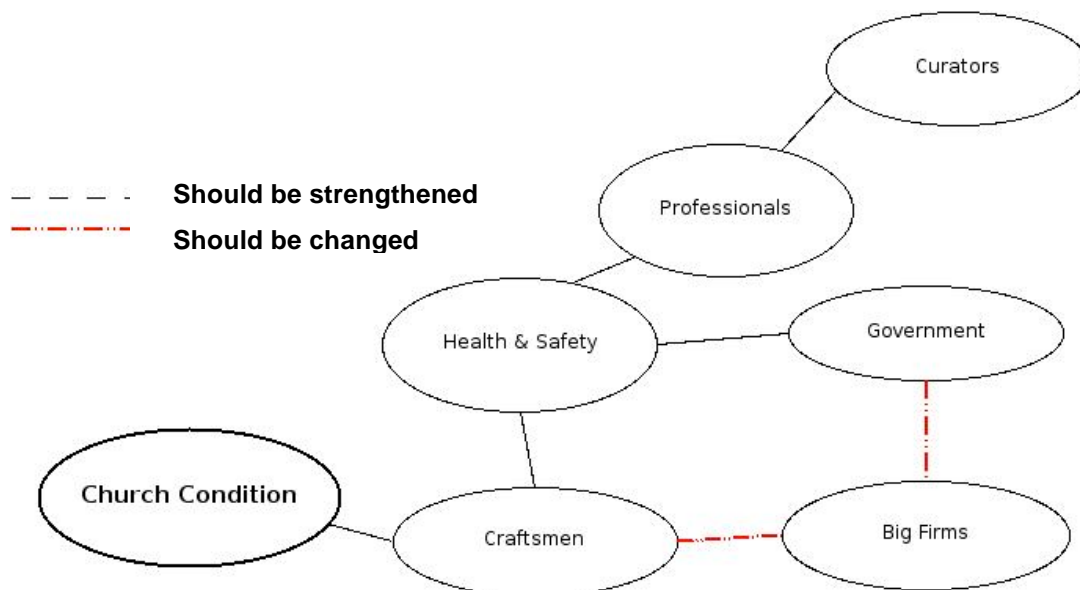 Curators
Professionals
Should be strengthened
Should be changed
Health & Safety
Government
Church Condition
Craftsmen
Big Firms